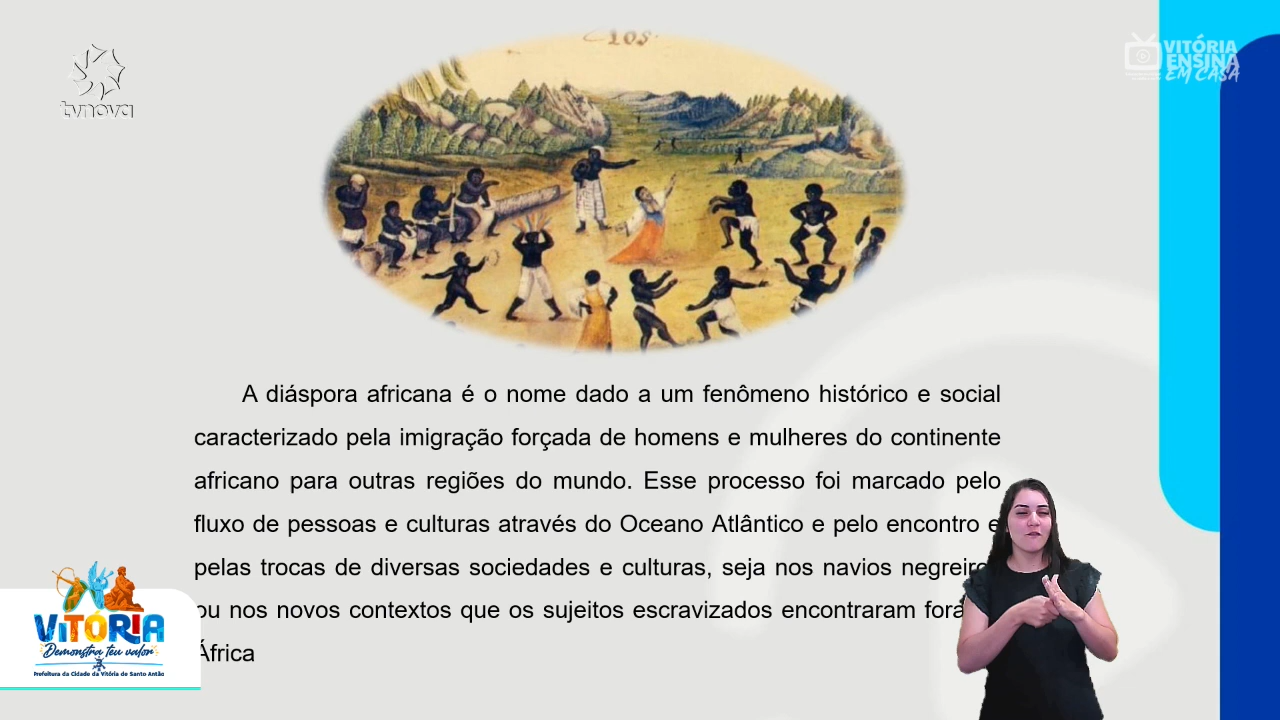 tvnova
VITÓRIA
ENSINA
EM CASA
A diáspora africana é o nome dado a um fenômeno histórico e social
caracterizado pela imigração forçada de homens e mulheres do continente
africano para outras regiões do mundo. Esse processo foi marcado pelo
fluxo de pessoas e culturas através do Oceano Atlântico e pelo encontro e
pelas trocas de diversas sociedades e culturas, seja nos navios
ou nos novos contextos que os sujeitos escravizados encontraram
África
VITÓRIA
Demonstra teu valor
Prefeitura da Cidade da Vitória de Santo Antão